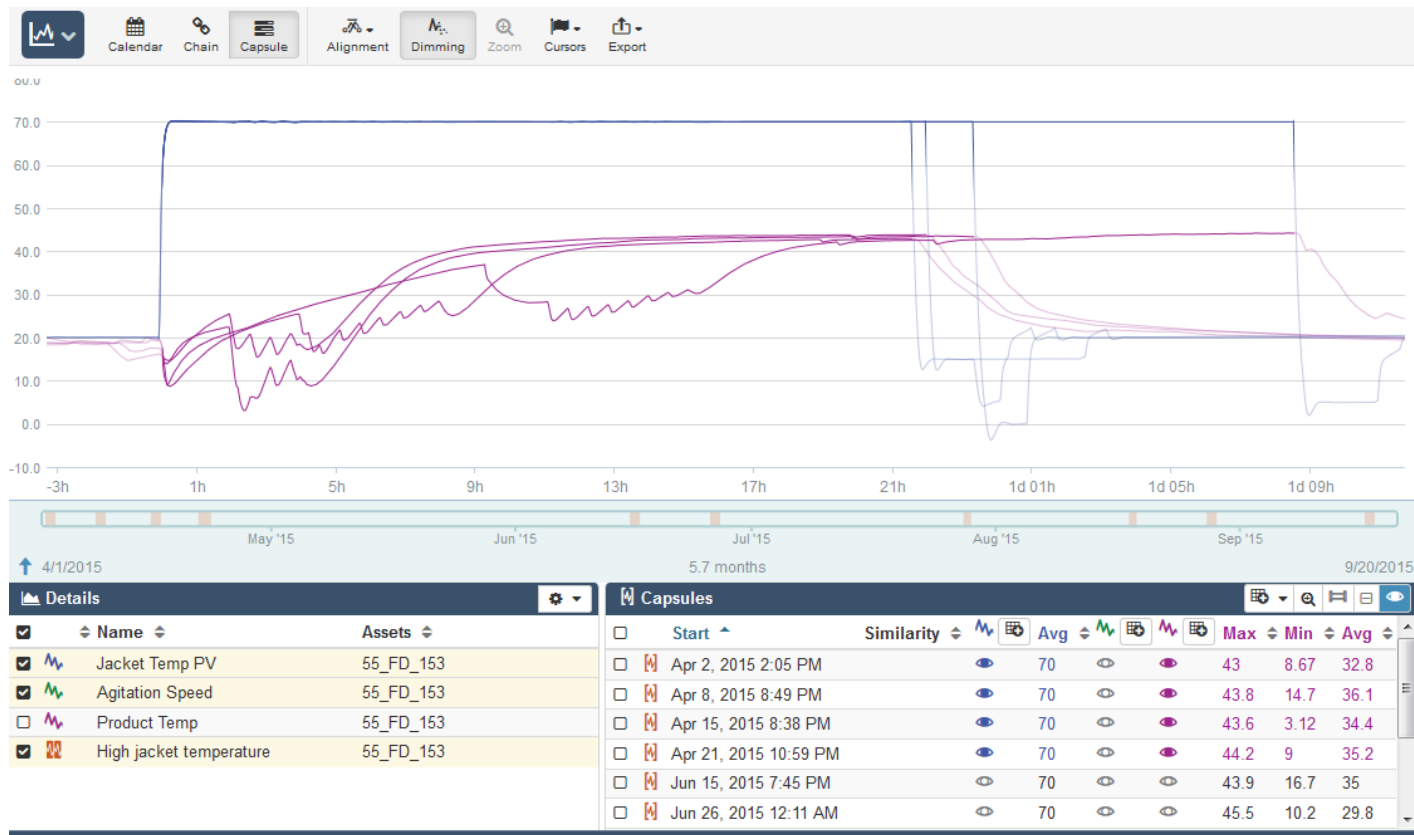 Calendar Chain Capsule Alignment Dimming Zoom Cursors Export
80.0
70.0
60.0
50.0
40.0
30.0
20.0
10.0
0.0
-10.0
-3h 1h 5h 9h 13h 17h 21h 1d 01h 1d 05h 1d 09h
May '15 Jun '15 Jul '15 Aug '15 Sep '15
4/1/2015 5.7 months 9/20/2015
Details
Name Assets
Jacket Temp PV 55_FD_153
Agitation Speed 55_FD_153
Product Temp 55_FD_153
High jacket temperature 55_FD_153
Capsules
Start Similarity Avg Max Min Avg
Apr 2, 2015 2:05 PM 70 43 8.67 32.8
Apr 8, 2015 8:49 PM 70 43.8 14.7 36.1
Apr 15, 2015 8:38 PM 70 43.6 3.12 34.4
Apr 21, 2015 10:59 PM 70 44.2 9 35.2
Jun 15, 2015 7:45 PM 70 43.9 16.7 35
Jun 26, 2015 12:11 AM 70 45.5 10.2 29.8